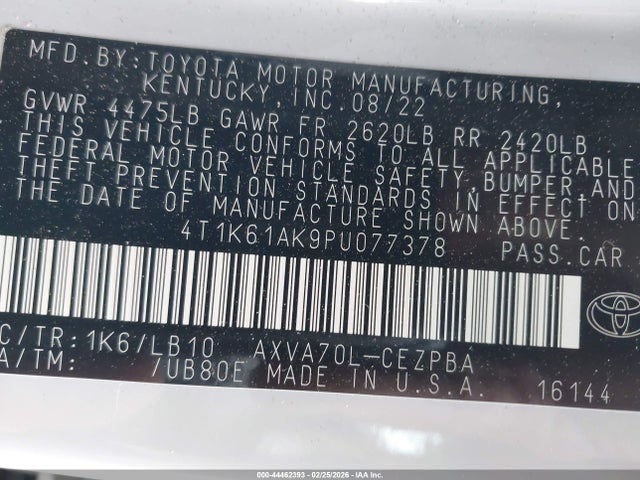 MFD.BY:TOYOTA MOTOR MANUFACTURING,
KENTUCKY,INC.08/22
GVWR 4475LB GAWR FR 2620LB RR 2420LB
THIS VEHICLE CONFORMS TO ALL APPLICABLE
FEDERAL MOTOR VEHICLE SAFETY,BUMPER AND
THEFT PREVENTION STANDARDS IN EFFECT ON
THE DATE OF MANUFACTURE SHOWN ABOVE.
4T1K61AK9PU077378 PASS.CAR
C/TR:1K6/LB10 AXVA70L-CEZPBA
A/TM: /UB80E MADE IN U.S.A. 16144
TOYOTA
000-44462393 - 02/25/2026 - IAA Inc.